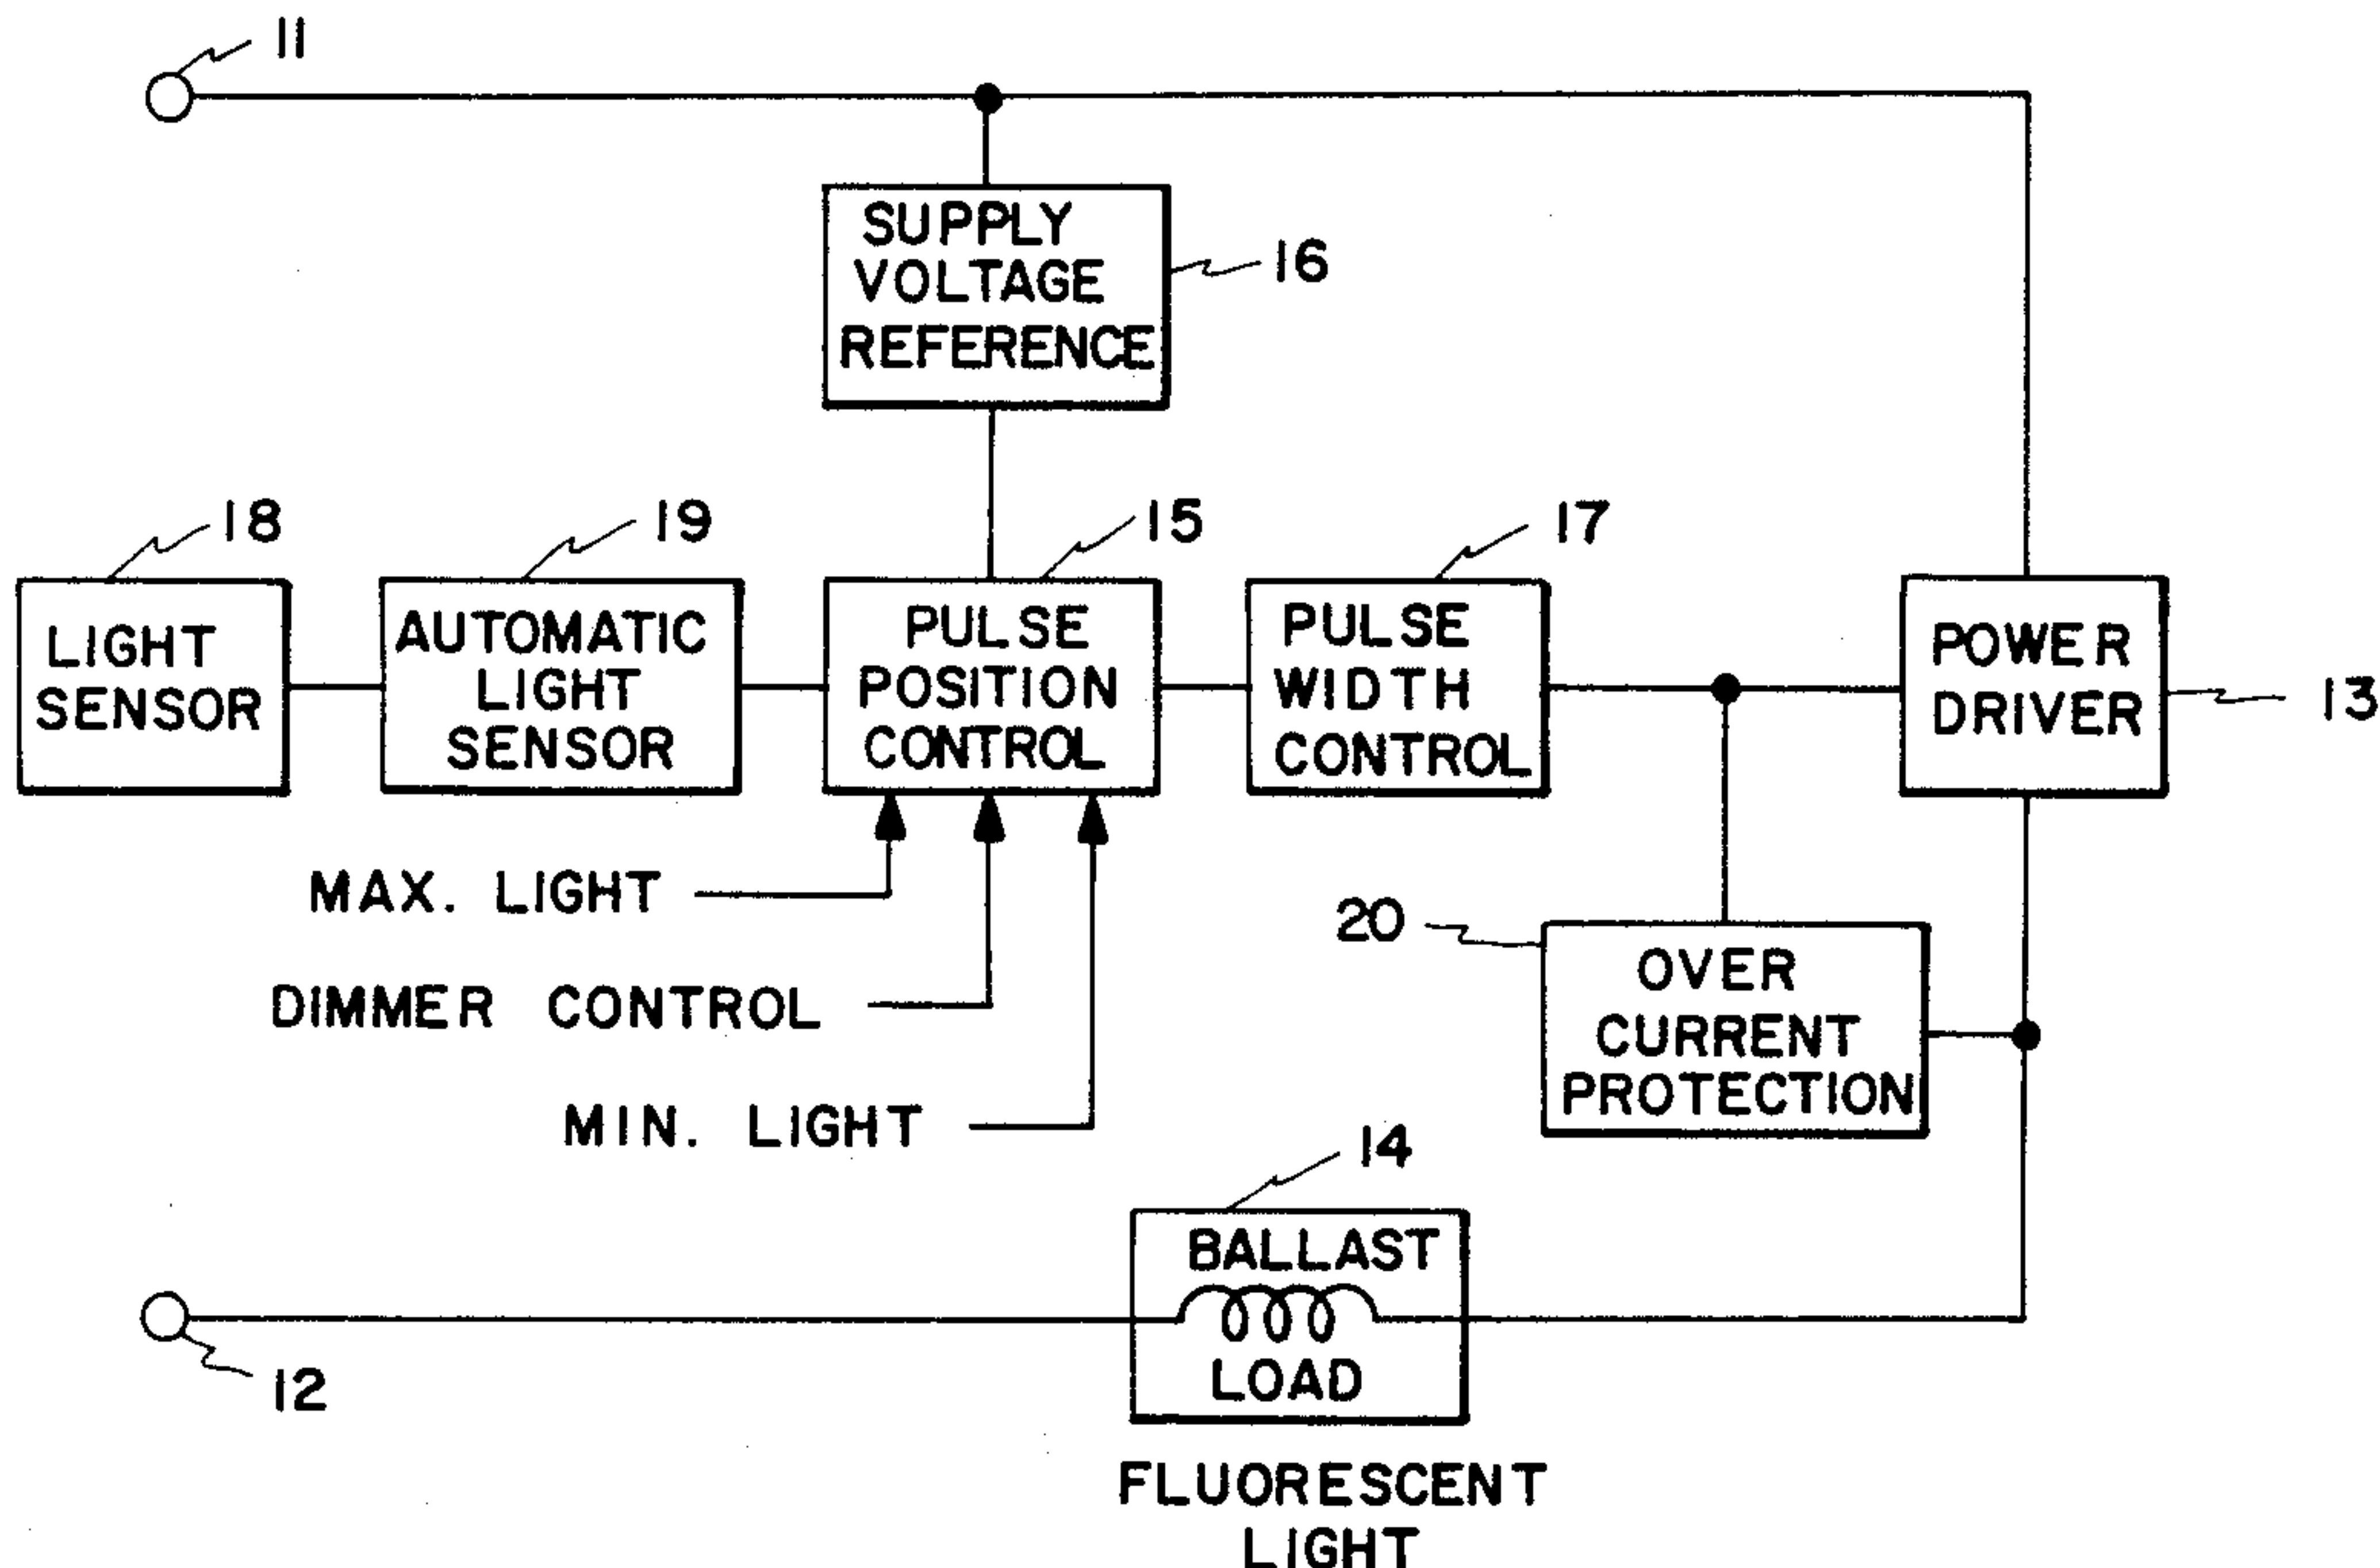 11
SUPPLY
VOLTAGE
REFERENCE
16
18
19
15
17
LIGHT
SENSOR
AUTOMATIC
LIGHT
SENSOR
PULSE
POSITION
CONTROL
PULSE
WIDTH
CONTROL
POWER
DRIVER
13
MAX. LIGHT
DIMMER CONTROL
MIN. LIGHT
20
OVER
CURRENT
PROTECTION
14
BALLAST
LOAD
12
FLUORESCENT
LIGHT